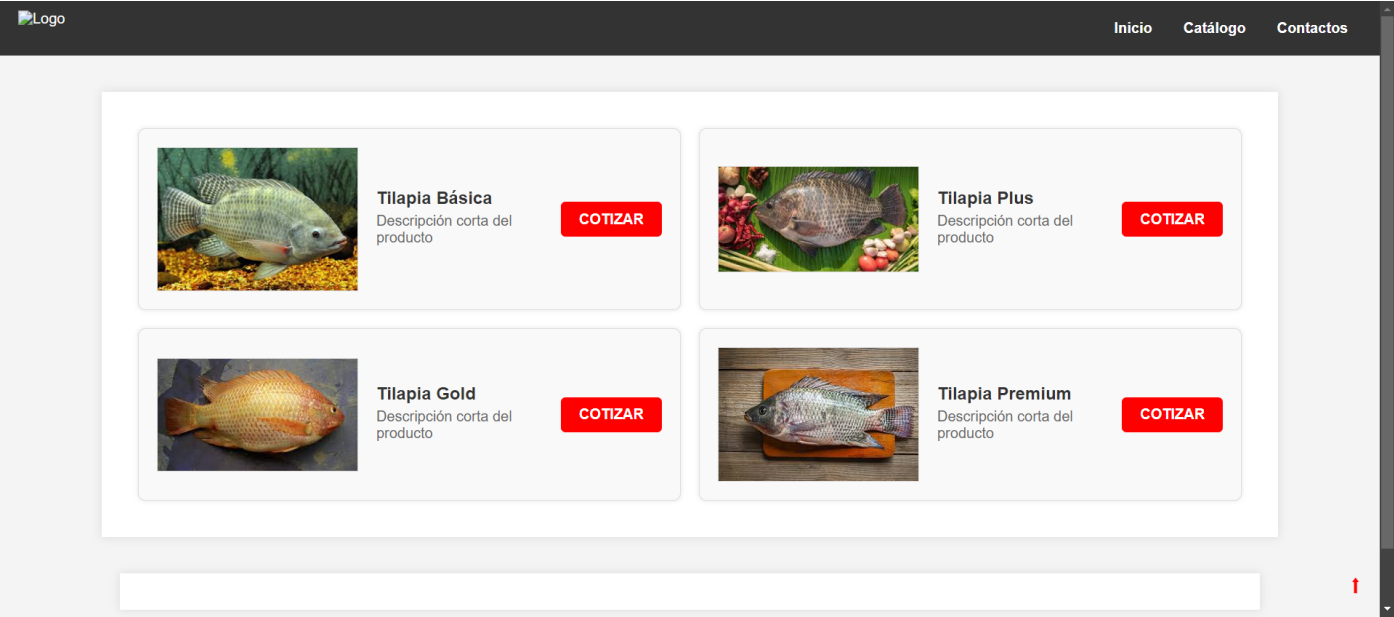 Logo
Inicio
Catálogo
Contactos
Tilapia Básica
Descripción corta del
producto
COTIZAR
Tilapia Plus
Descripción corta del
producto
COTIZAR
Tilapia Gold
Descripción corta del
producto
COTIZAR
Tilapia Premium
Descripción corta del
producto
COTIZAR